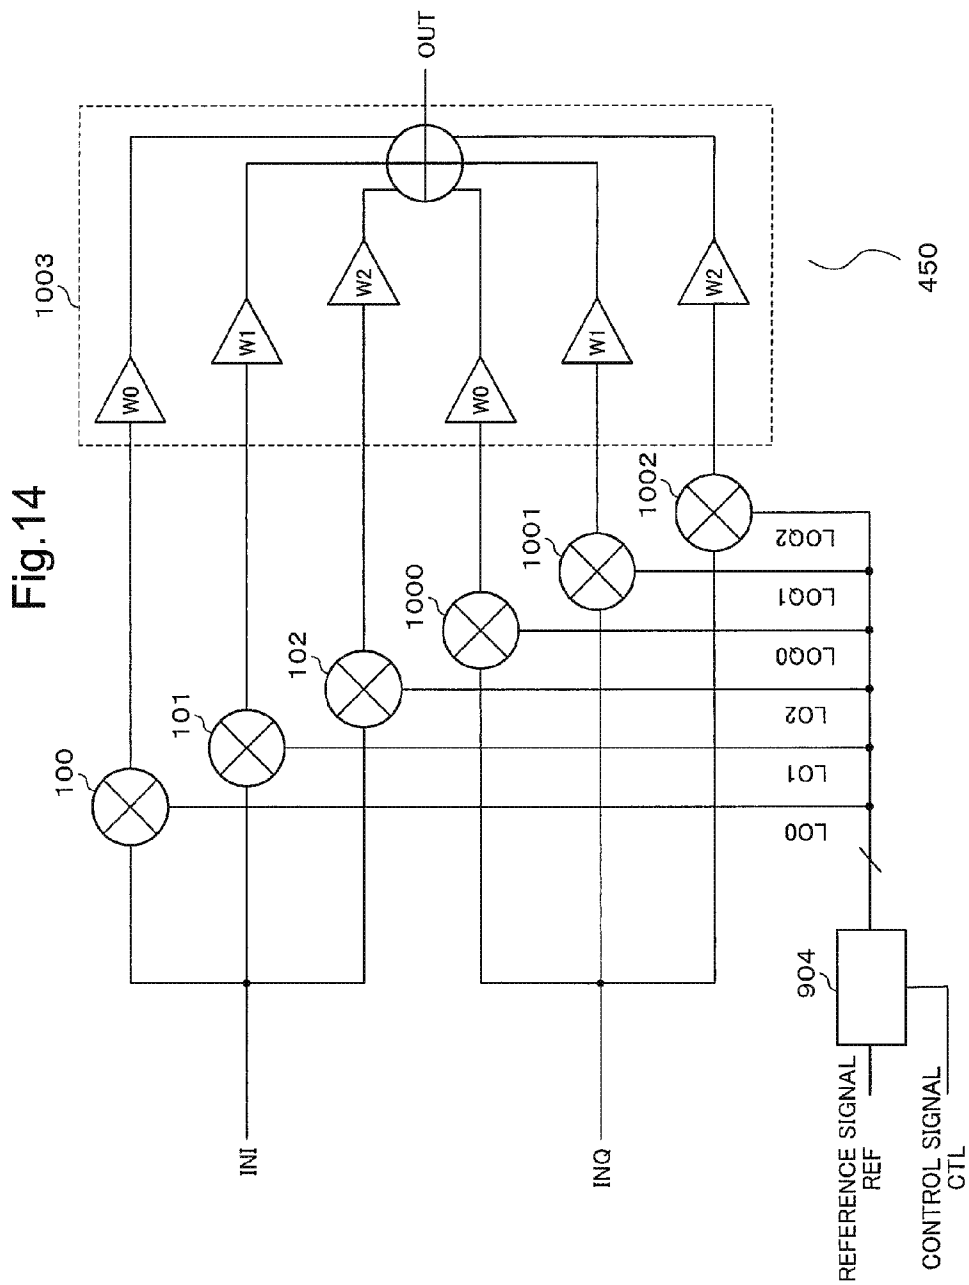 Fig.14
1003
100
W0
101
W1
102
W2
OUT
INI
1000
W0
1001
W1
1002
W2
INQ
450
LO0
LO1
LO2
LOQ0
LOQ1
LOQ2
904
REFERENCE SIGNAL
REF
CONTROL SIGNAL
CTL